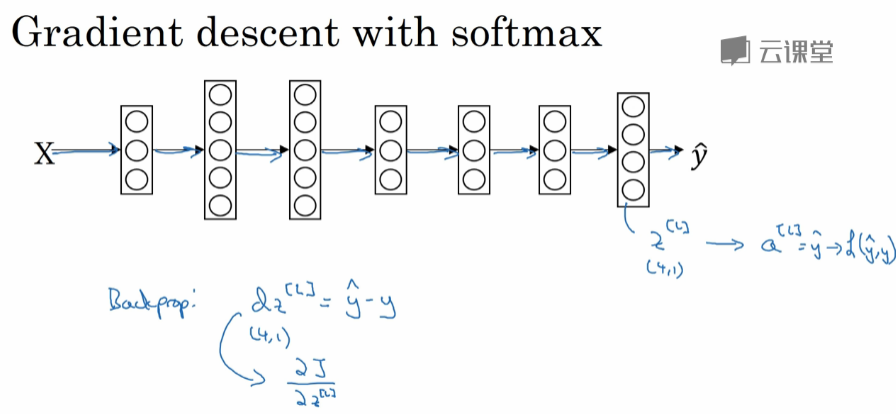 Gradient descent with softmax
云课堂
X
ŷ
z^[L] → a^[L] = ŷ → ℒ(ŷ,y)
(4,1)
Backprop: dz^[L] = ŷ - y
(4,1)
∂J
∂z^[L]